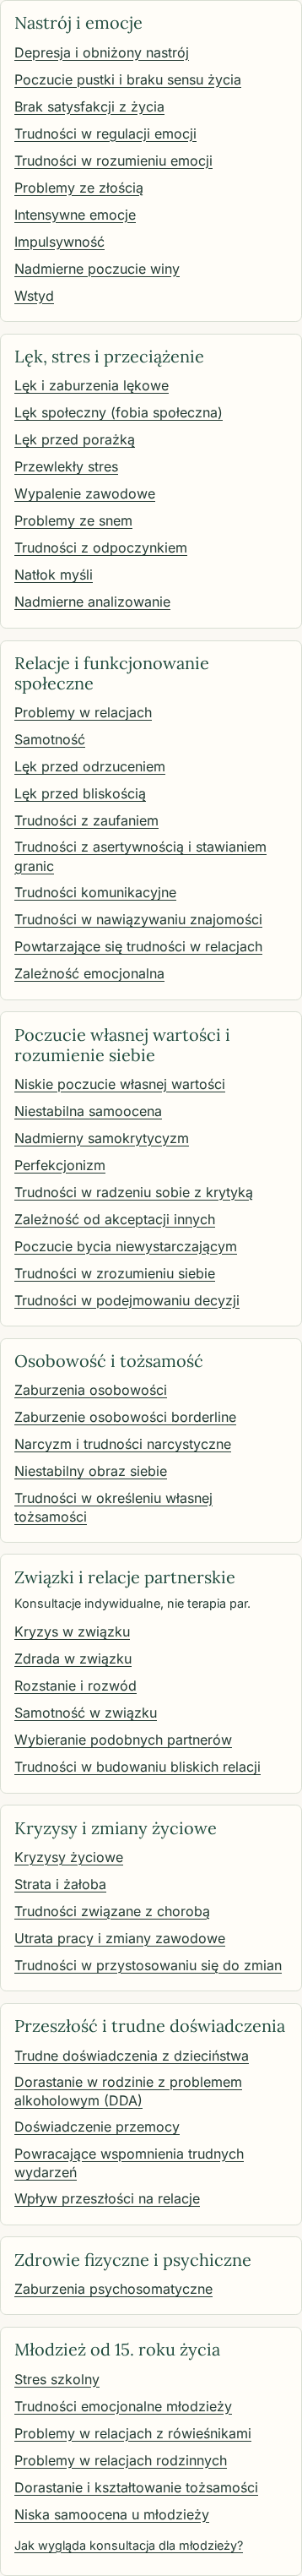 Nastrój i emocje
Depresja i obniżony nastrój
Poczucie pustki i braku sensu życia
Brak satysfakcji z życia
Trudności w regulacji emocji
Trudności w rozumieniu emocji
Problemy ze złością
Intensywne emocje
Impulsywność
Nadmierne poczucie winy
Wstyd
Lęk, stres i przeciążenie
Lęk i zaburzenia lękowe
Lęk społeczny (fobia społeczna)
Lęk przed porażką
Przewlekły stres
Wypalenie zawodowe
Problemy ze snem
Trudności z odpoczynkiem
Natłok myśli
Nadmierne analizowanie
Relacje i funkcjonowanie
społeczne
Problemy w relacjach
Samotność
Lęk przed odrzuceniem
Lęk przed bliskością
Trudności z zaufaniem
Trudności z asertywnością i stawianiem
granic
Trudności komunikacyjne
Trudności w nawiązywaniu znajomości
Powtarzające się trudności w relacjach
Zależność emocjonalna
Poczucie własnej wartości i
rozumienie siebie
Niskie poczucie własnej wartości
Niestabilna samoocena
Nadmierny samokrytycyzm
Perfekcjonizm
Trudności w radzeniu sobie z krytyką
Zależność od akceptacji innych
Poczucie bycia niewystarczającym
Trudności w zrozumieniu siebie
Trudności w podejmowaniu decyzji
Osobowość i tożsamość
Zaburzenia osobowości
Zaburzenie osobowości borderline
Narcyzm i trudności narcystyczne
Niestabilny obraz siebie
Trudności w określeniu własnej
tożsamości
Związki i relacje partnerskie
Konsultacje indywidualne, nie terapia par.
Kryzys w związku
Zdrada w związku
Rozstanie i rozwód
Samotność w związku
Wybieranie podobnych partnerów
Trudności w budowaniu bliskich relacji
Kryzysy i zmiany życiowe
Kryzysy życiowe
Strata i żałoba
Trudności związane z chorobą
Utrata pracy i zmiany zawodowe
Trudności w przystosowaniu się do zmian
Przeszłość i trudne doświadczenia
Trudne doświadczenia z dzieciństwa
Dorastanie w rodzinie z problemem
alkoholowym (DDA)
Doświadczenie przemocy
Powracające wspomnienia trudnych
wydarzeń
Wpływ przeszłości na relacje
Zdrowie fizyczne i psychiczne
Zaburzenia psychosomatyczne
Młodzież od 15. roku życia
Stres szkolny
Trudności emocjonalne młodzieży
Problemy w relacjach z rówieśnikami
Problemy w relacjach rodzinnych
Dorastanie i kształtowanie tożsamości
Niska samoocena u młodzieży
Jak wygląda konsultacja dla młodzieży?